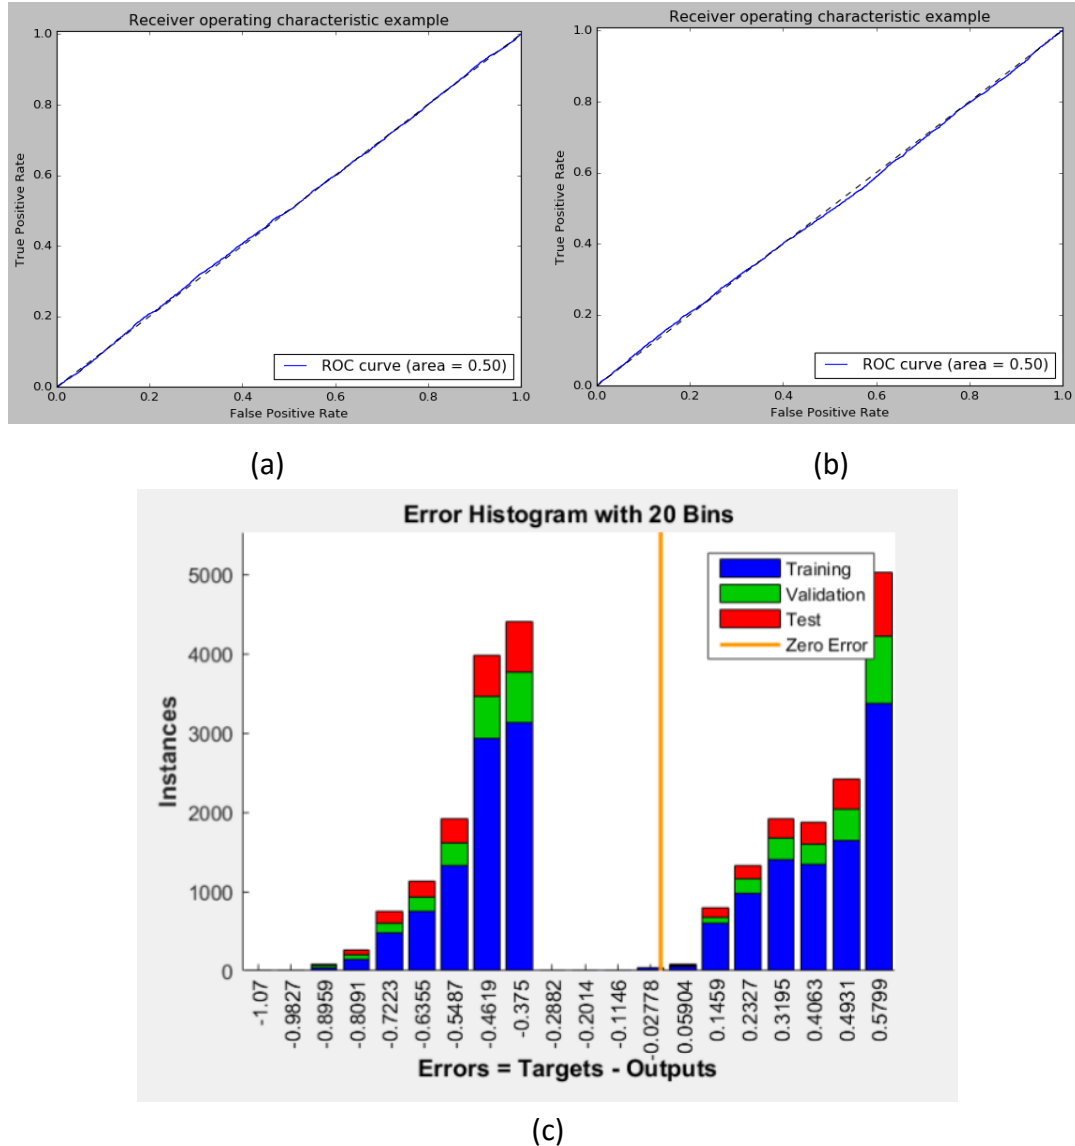 Receiver operating characteristic example
1.0
0.8
0.6
0.4
0.2
0.0
True Positive Rate
ROC curve (area = 0.50)
0.0 0.2 0.4 0.6 0.8 1.0
False Positive Rate
(a)
Receiver operating characteristic example
1.0
0.8
0.6
0.4
0.2
0.0
True Positive Rate
ROC curve (area = 0.50)
0.0 0.2 0.4 0.6 0.8 1.0
False Positive Rate
(b)
Error Histogram with 20 Bins
5000
4000
3000
2000
1000
0
Instances
Training
Validation
Test
Zero Error
-1.07
-0.9827
-0.8959
-0.8091
-0.7223
-0.6355
-0.5487
-0.4619
-0.375
-0.2882
-0.2014
-0.1146
-0.02778
0.05904
0.1459
0.2327
0.3195
0.4063
0.4931
0.5799
Errors = Targets - Outputs
(c)